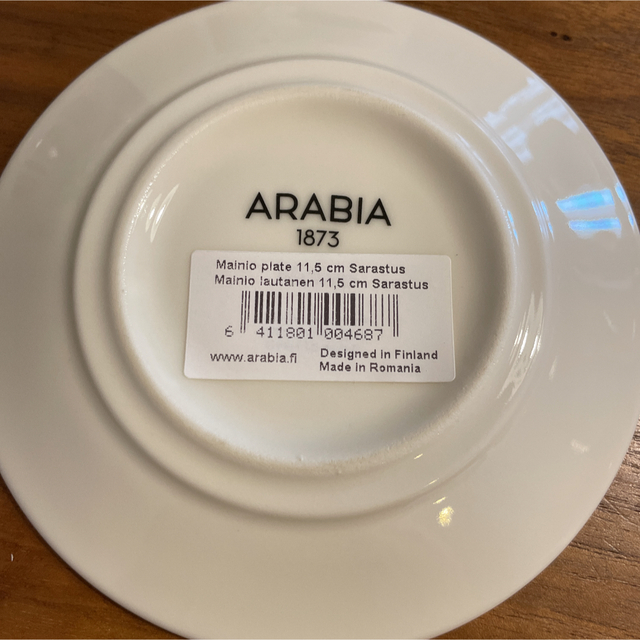 ARABIA
1873
Mainio plate 11,5 cm Sarastus
Mainio lautanen 11,5 cm Sarastus
6 411801 004687
www.arabia.fi
Designed in Finland
Made in Romania